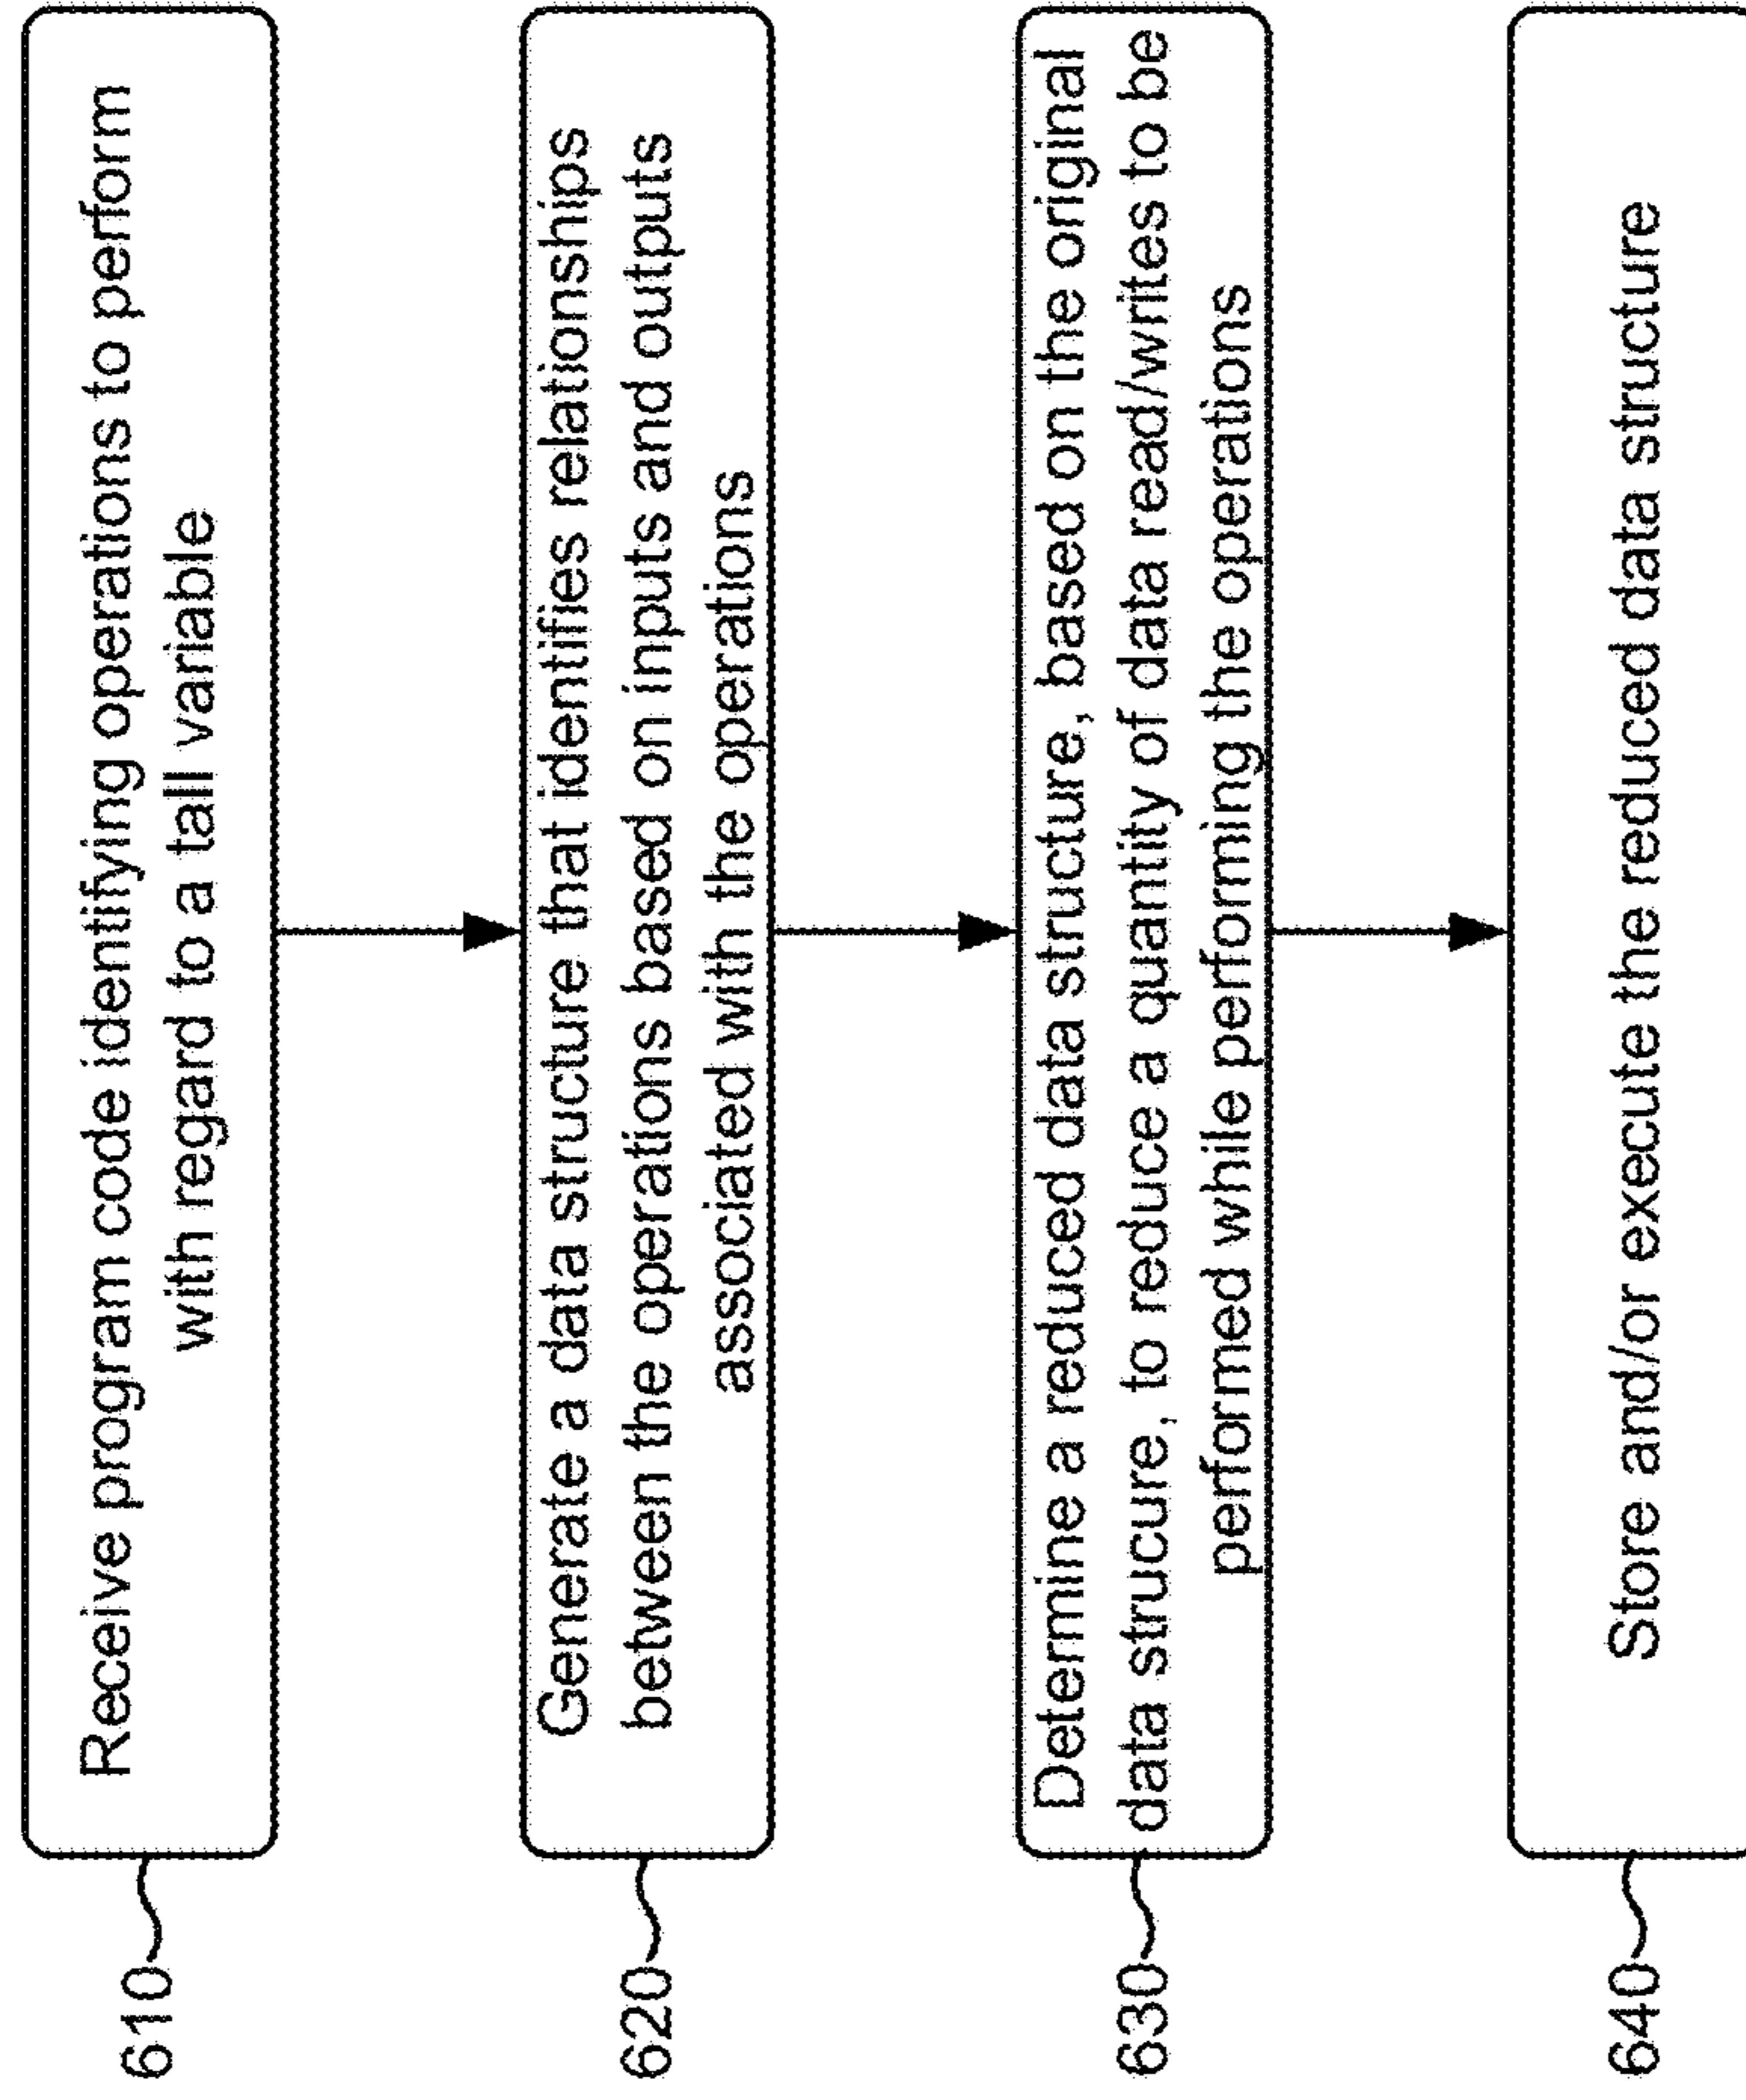 610
Receive program code identifying operations to perform
with regard to a tall variable
620
Generate a data structure that identifies relationships
between the operations based on inputs and outputs
associated with the operations
630
Determine a reduced data structure, based on the original
data strucure, to reduce a quantity of data read/writes to be
performed while performing the operations
640
Store and/or execute the reduced data structure